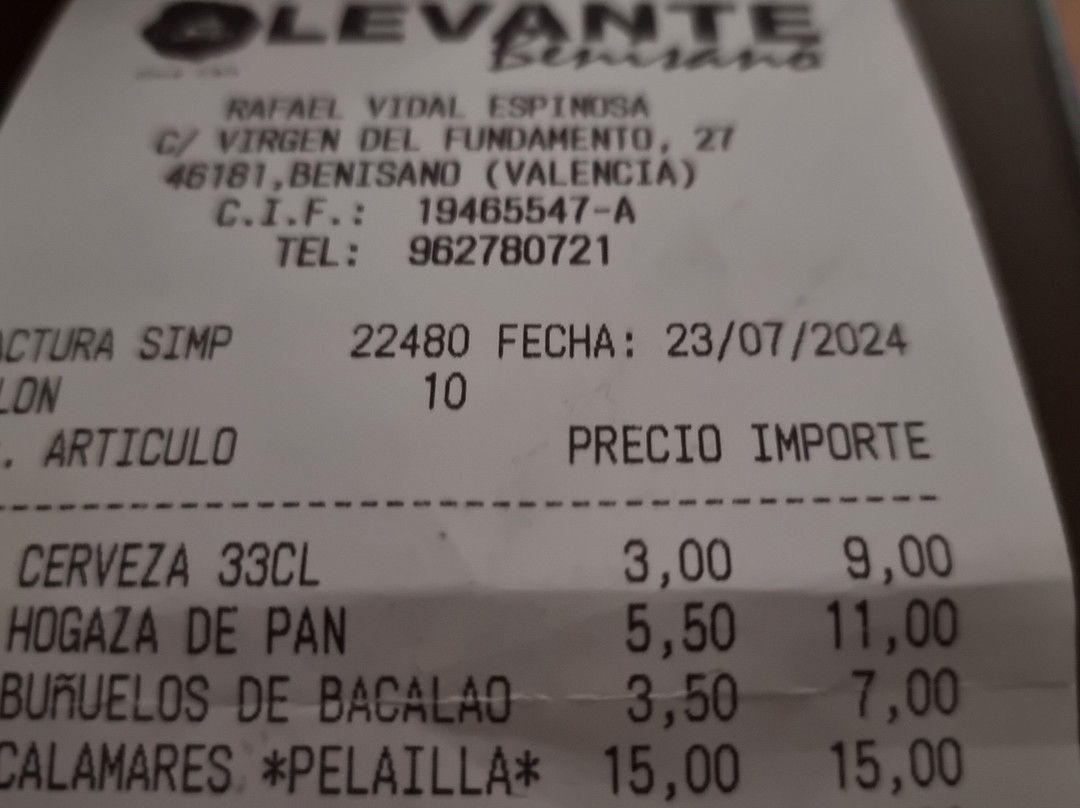 LEVANTE
Benisanó
RAFAEL VIDAL ESPINOSA
C/ VIRGEN DEL FUNDAMENTO, 27
46181,BENISANO (VALENCIA)
C.I.F.: 19465547-A
TEL: 962780721
ACTURA SIMP 22480 FECHA: 23/07/2024
LON 10
. ARTICULO PRECIO IMPORTE
CERVEZA 33CL 3,00 9,00
HOGAZA DE PAN 5,50 11,00
BUñUELOS DE BACALAO 3,50 7,00
CALAMARES *PELAILLA* 15,00 15,00